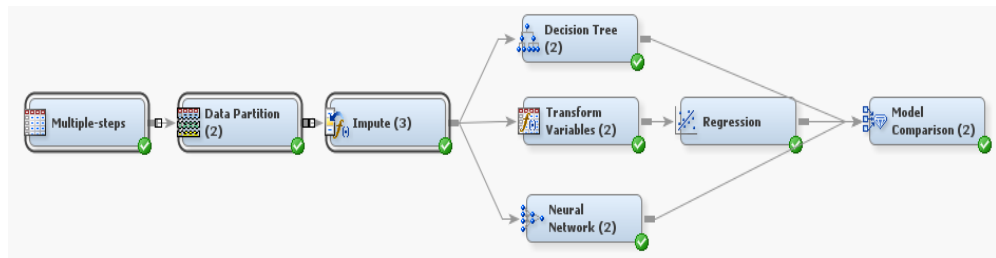 Decision Tree
(2)
Multiple-steps
Data Partition
(2)
Impute (3)
Transform
Variables (2)
Regression
Model
Comparison (2)
Neural
Network (2)